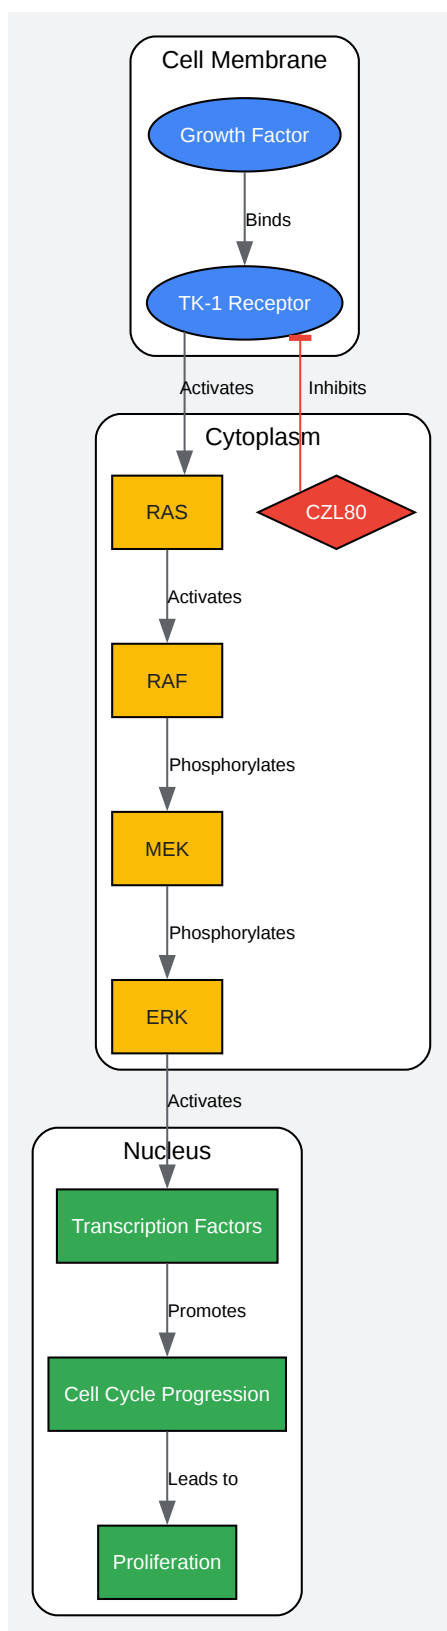 Cell Membrane
Growth Factor
Binds
TK-1 Receptor
Activates
Inhibits
Cytoplasm
RAS
CZL80
Activates
RAF
Phosphorylates
MEK
Phosphorylates
ERK
Activates
Nucleus
Transcription Factors
Promotes
Cell Cycle Progression
Leads to
Proliferation